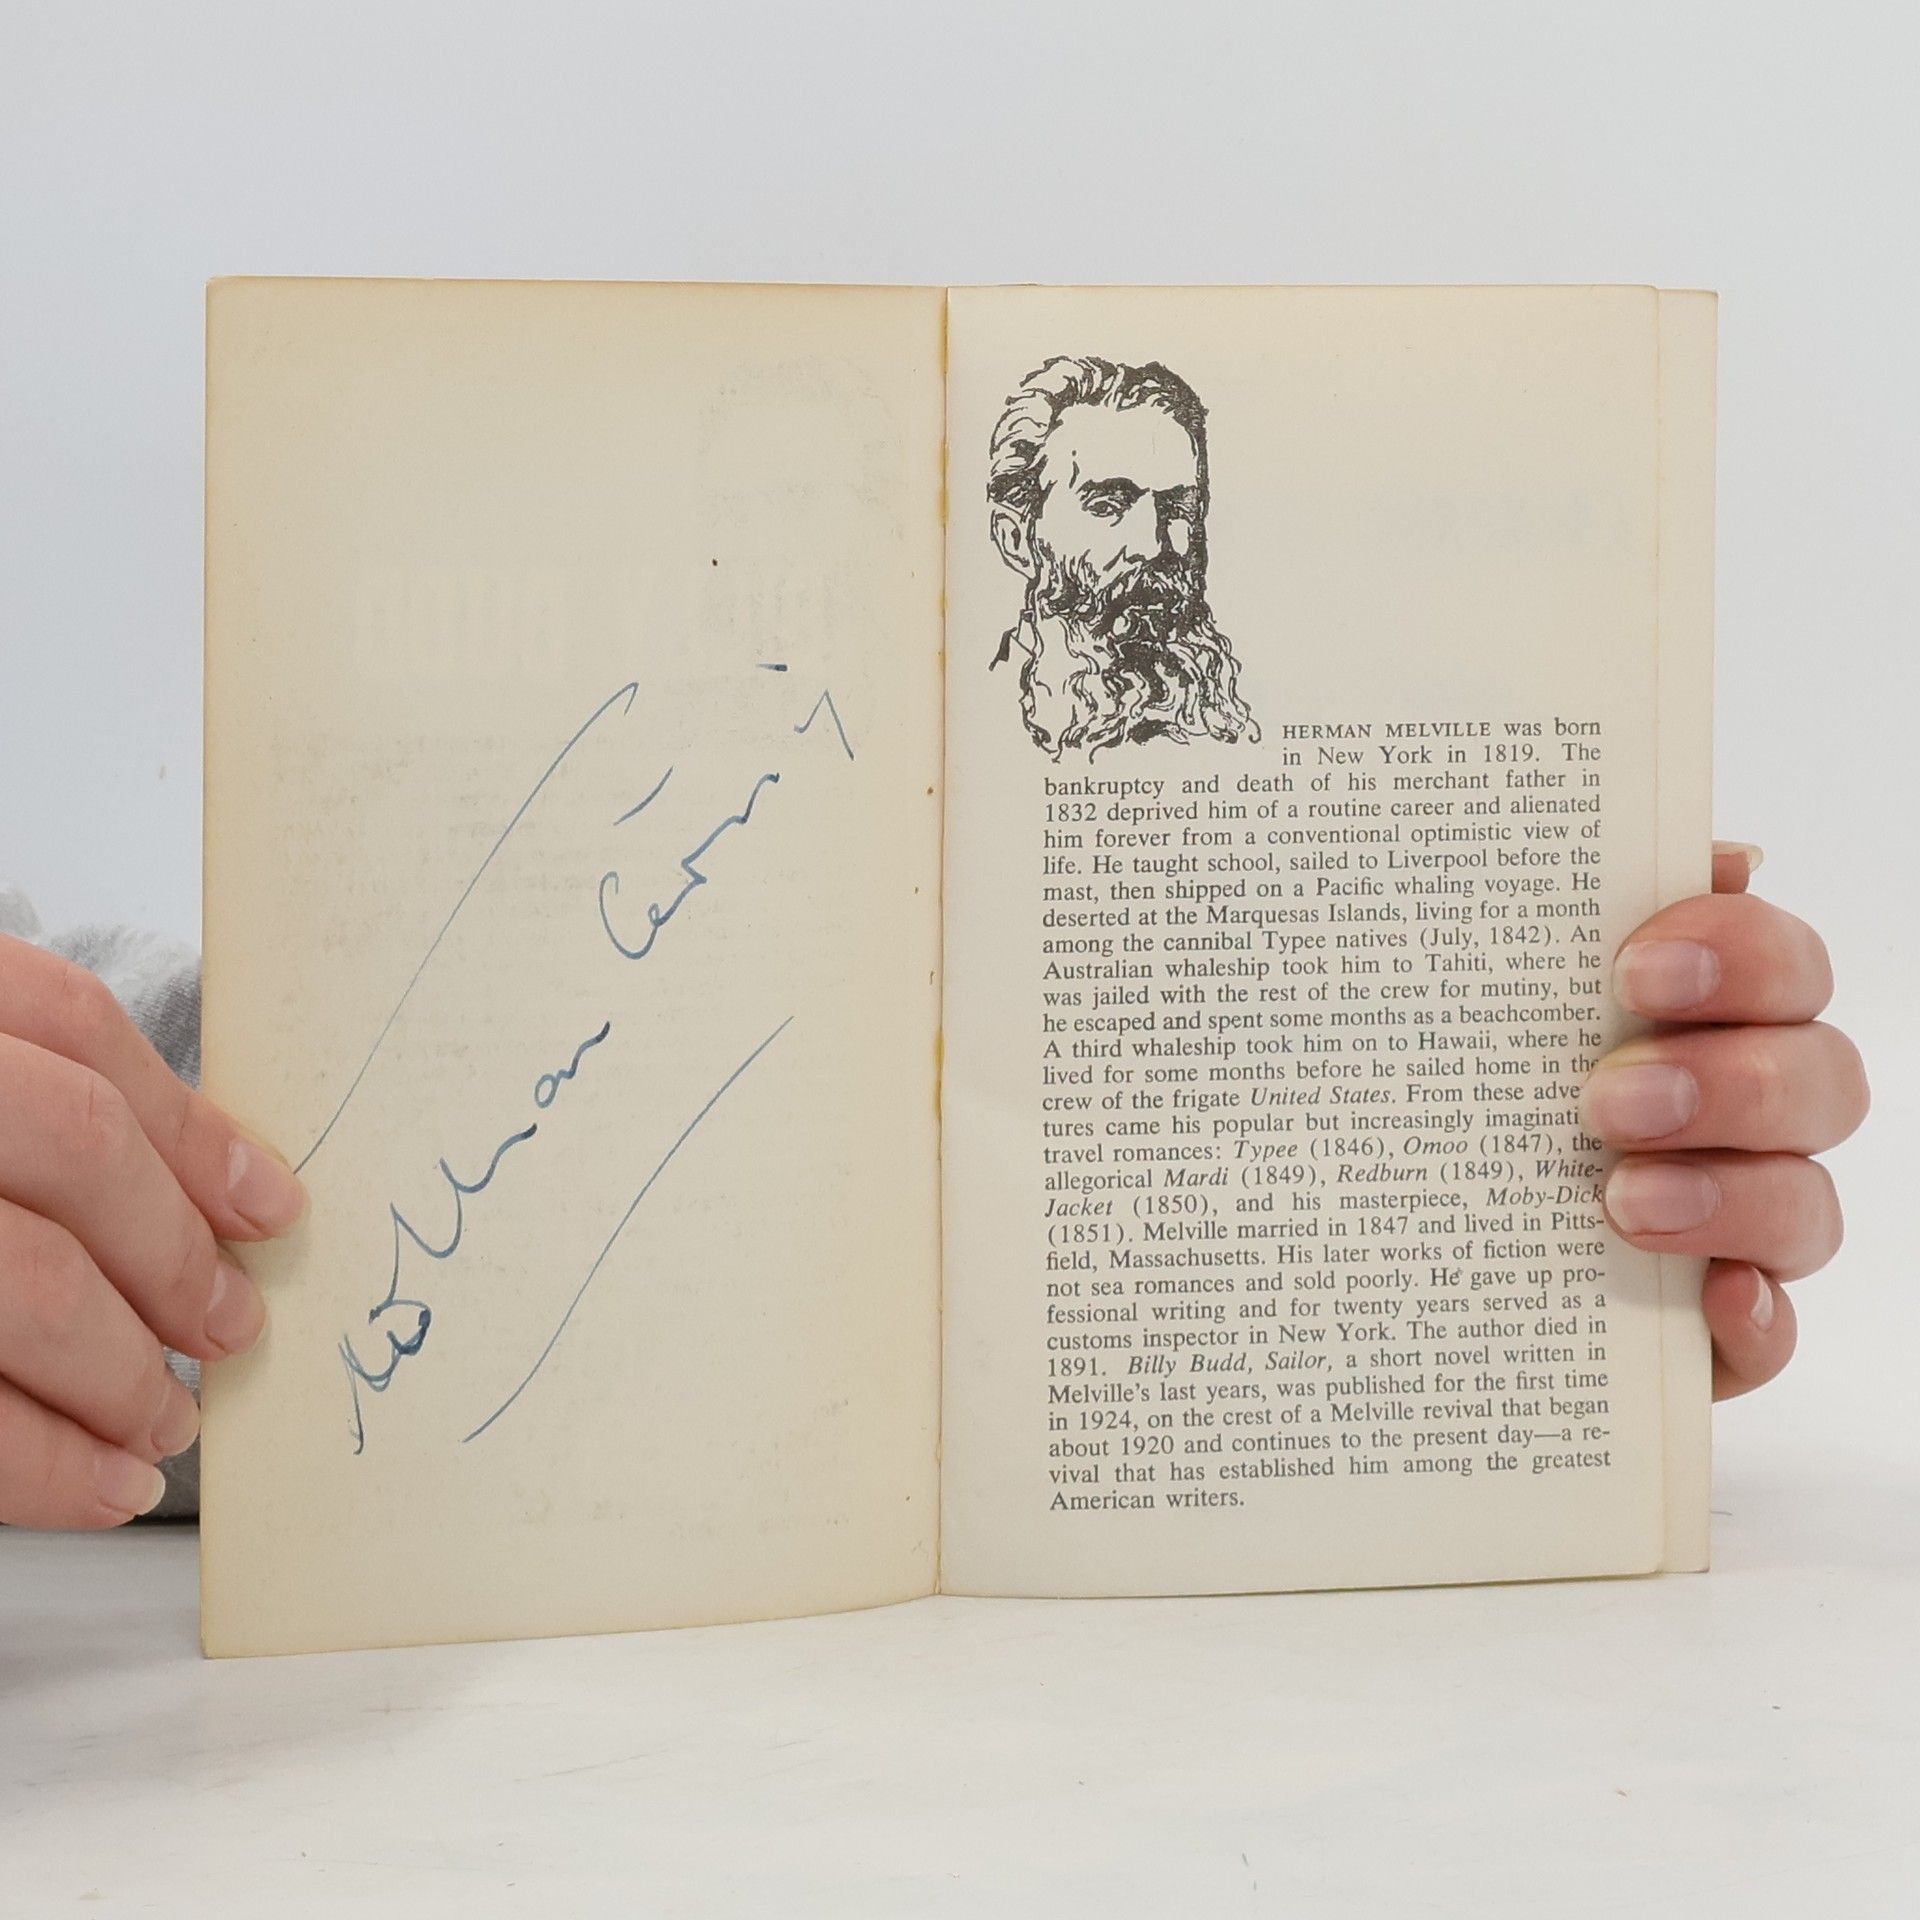 HERMAN MELVILLE was born
in New York in 1819. The
bankruptcy and death of his merchant father in
1832 deprived him of a routine career and alienated
him forever from a conventional optimistic view of
life. He taught school, sailed to Liverpool before the
mast, then shipped on a Pacific whaling voyage. He
deserted at the Marquesas Islands, living for a month
among the cannibal Typee natives (July, 1842). An
Australian whaleship took him to Tahiti, where he
was jailed with the rest of the crew for mutiny, but
he escaped and spent some months as a beachcomber.
A third whaleship took him on to Hawaii, where he
lived for some months before he sailed home in the
crew of the frigate United States. From these adven-
tures came his popular but increasingly imaginative
travel romances: Typee (1846), Omoo (1847), the
allegorical Mardi (1849), Redburn (1849), White-
Jacket (1850), and his masterpiece, Moby-Dick
(1851). Melville married in 1847 and lived in Pitts-
field, Massachusetts. His later works of fiction were
not sea romances and sold poorly. He gave up pro-
fessional writing and for twenty years served as a
customs inspector in New York. The author died in
1891. Billy Budd, Sailor, a short novel written in
Melville's last years, was published for the first time
in 1924, on the crest of a Melville revival that began
about 1920 and continues to the present day—a re-
vival that has established him among the greatest
American writers.